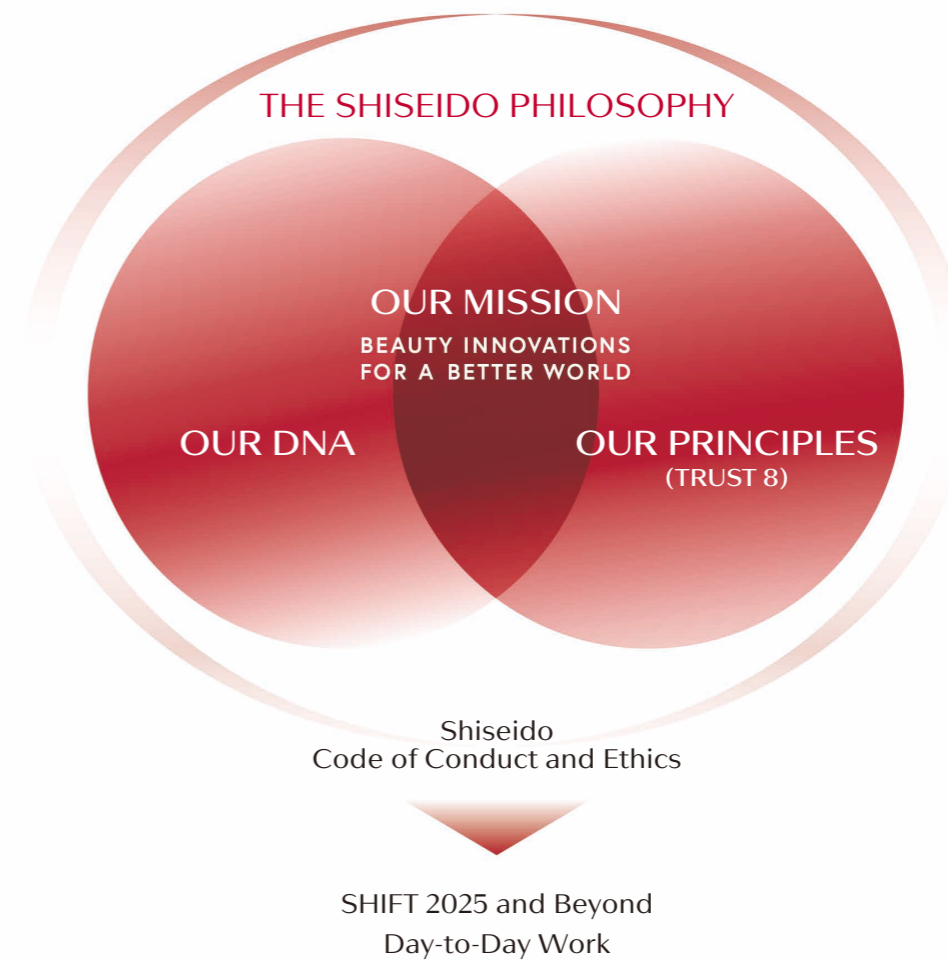 THE SHISEIDO PHILOSOPHY
OUR MISSION
BEAUTY INNOVATIONS
FOR A BETTER WORLD
OUR DNA
OUR PRINCIPLES
(TRUST 8)
Shiseido
Code of Conduct and Ethics
SHIFT 2025 and Beyond
Day-to-Day Work